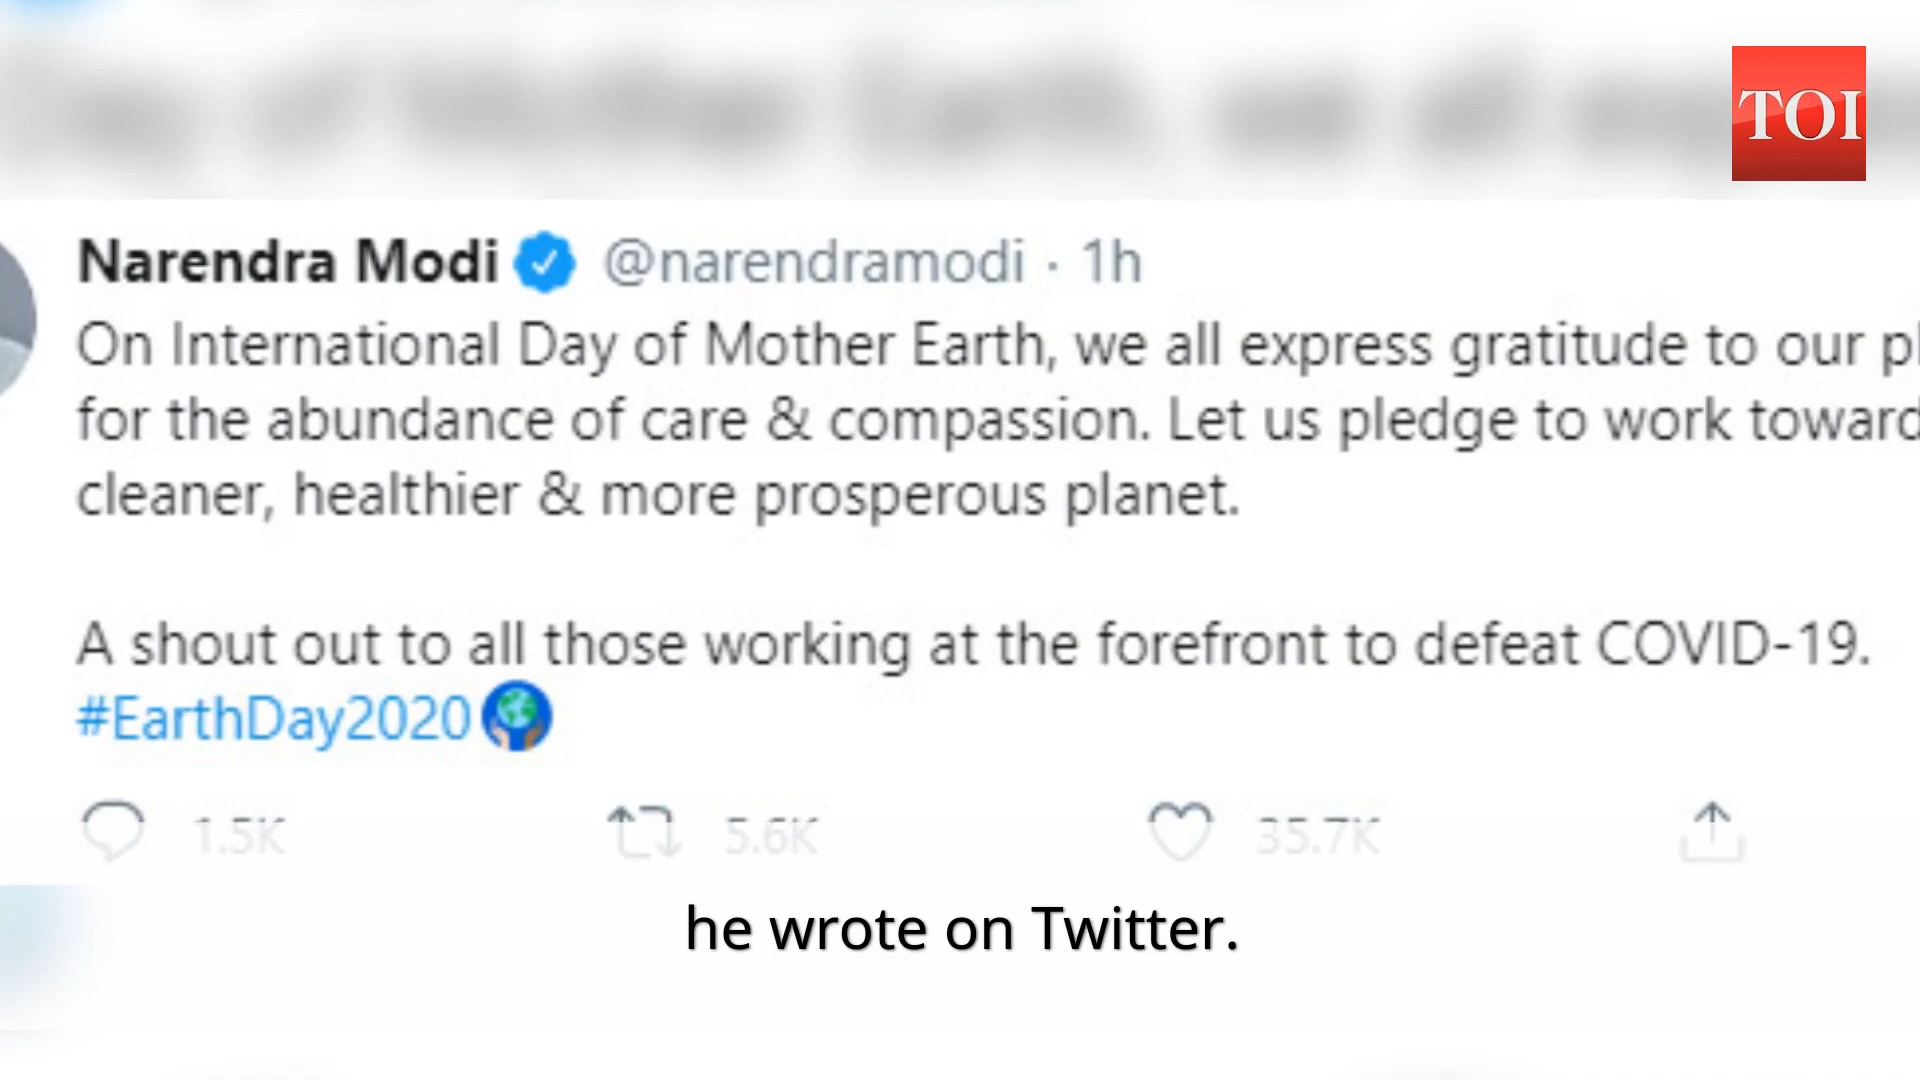 TOI
Narendra Modi @narendramodi · 1h
On International Day of Mother Earth, we all express gratitude to our
for the abundance of care & compassion. Let us pledge to work
cleaner, healthier & more prosperous planet.
A shout out to all those working at the forefront to defeat COVID-19.
#EarthDay2020
1.5K 5.6K 35.7K
he wrote on Twitter.